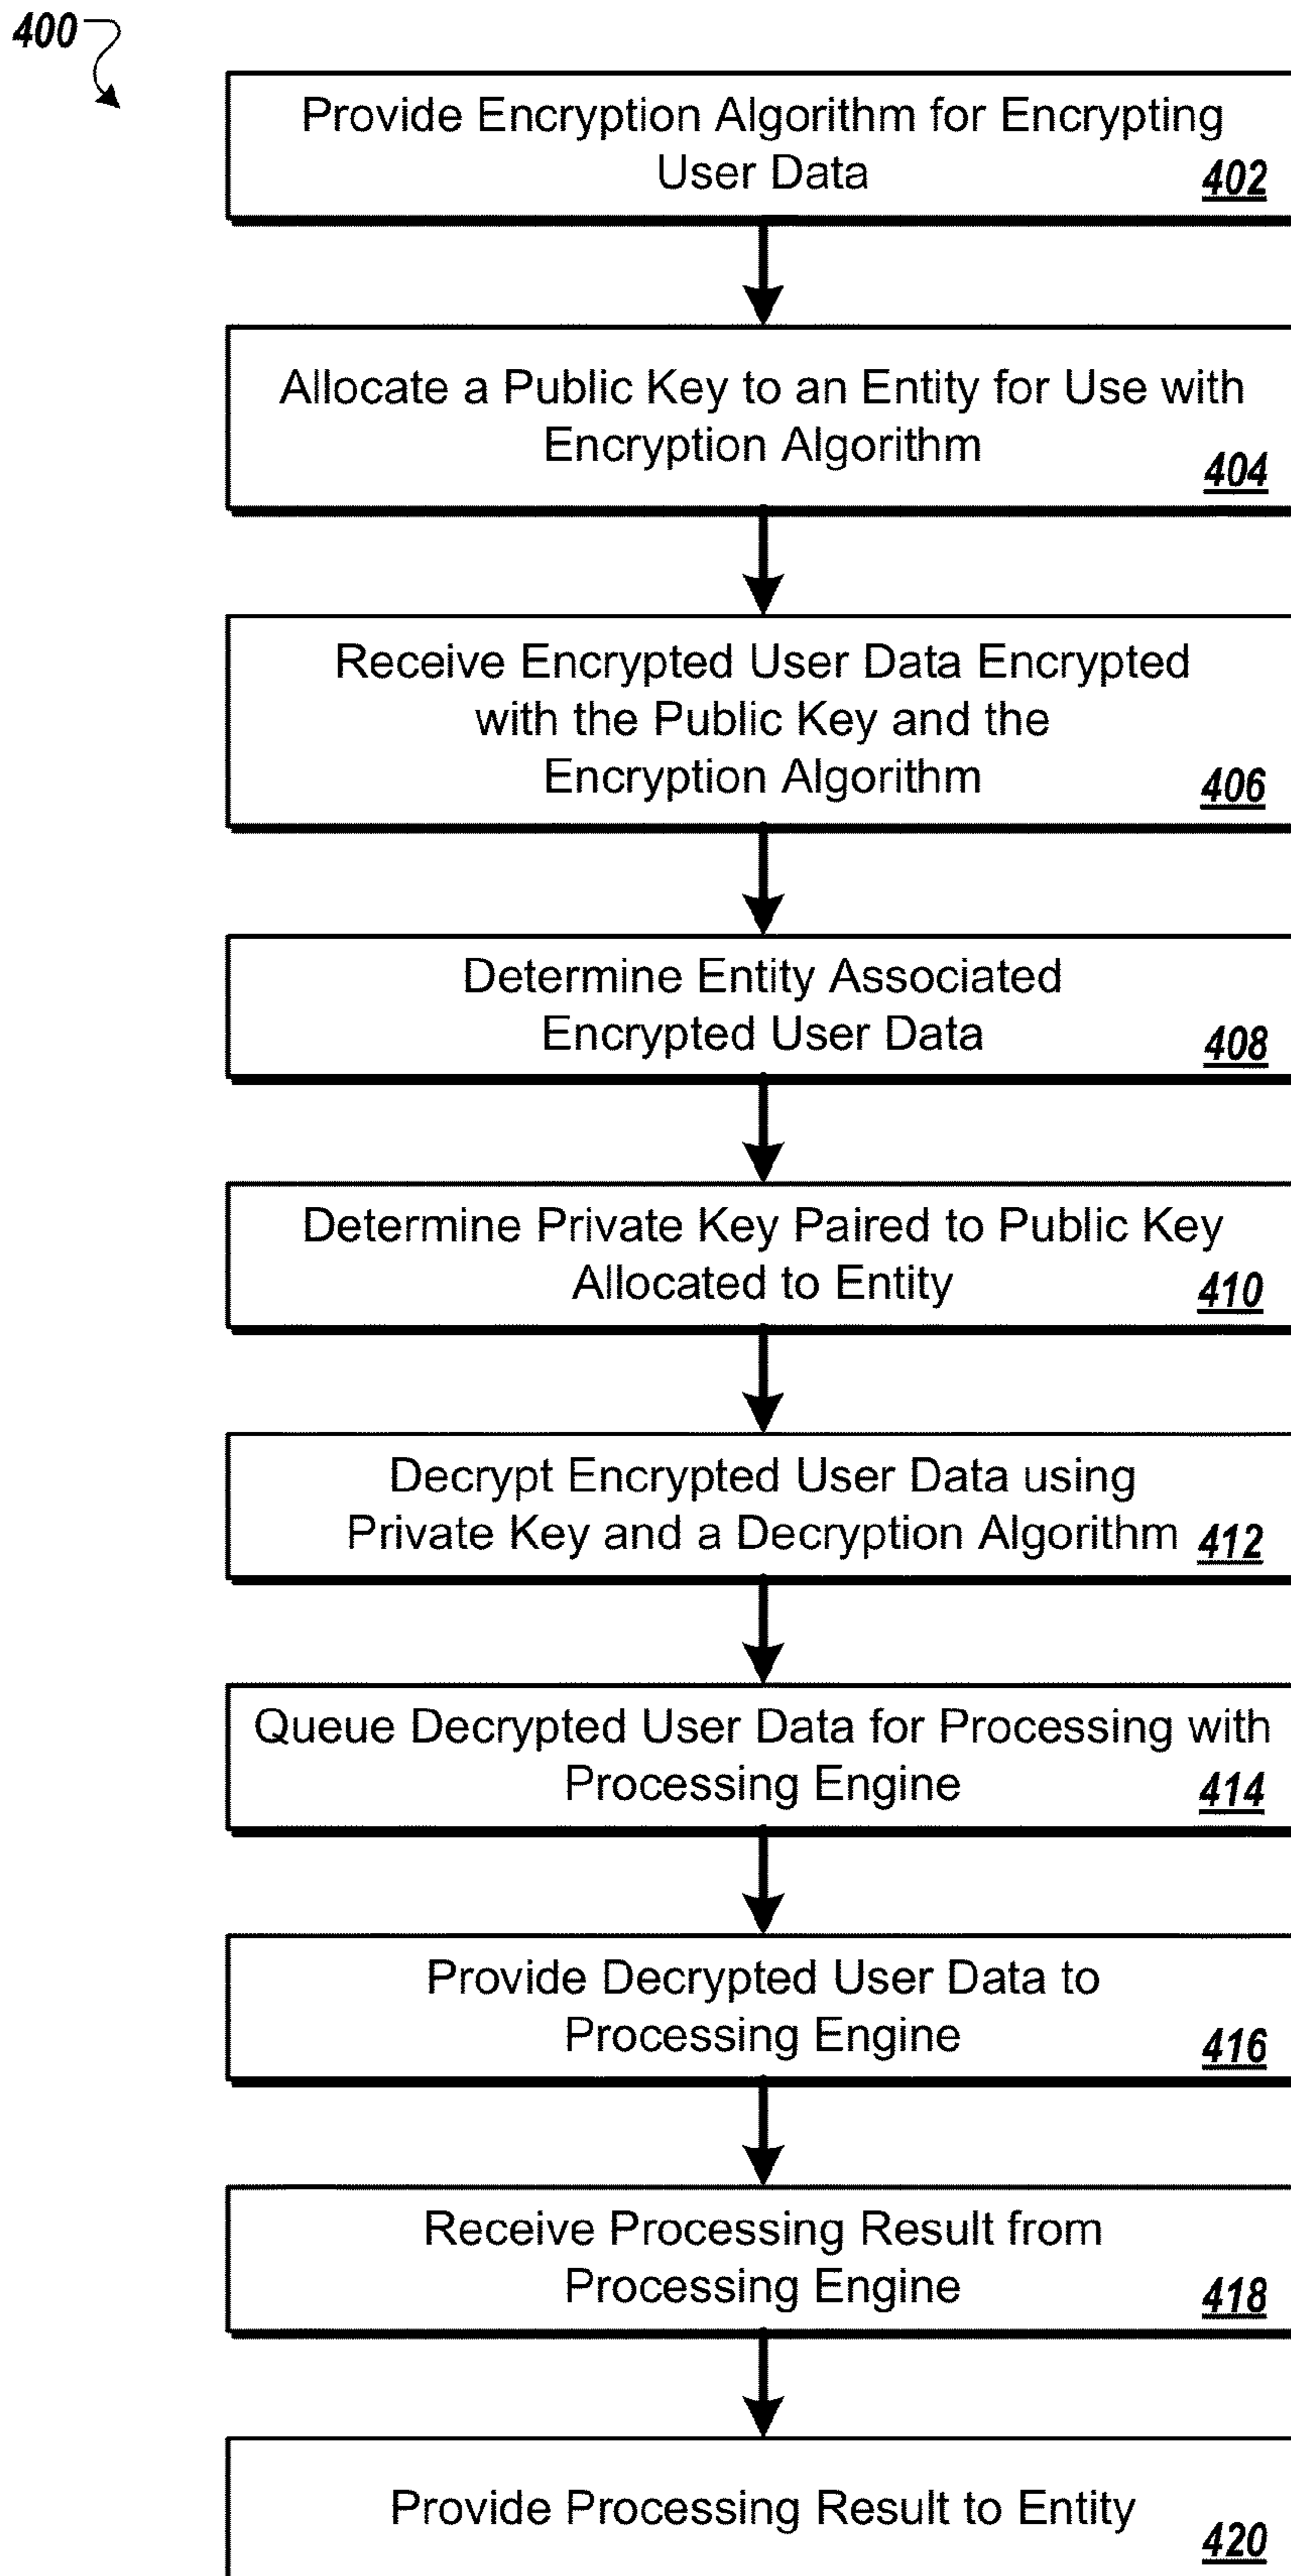 400
Provide Encryption Algorithm for Encrypting
User Data
402
Allocate a Public Key to an Entity for Use with
Encryption Algorithm
404
Receive Encrypted User Data Encrypted
with the Public Key and the
Encryption Algorithm
406
Determine Entity Associated
Encrypted User Data
408
Determine Private Key Paired to Public Key
Allocated to Entity
410
Decrypt Encrypted User Data using
Private Key and a Decryption Algorithm
412
Queue Decrypted User Data for Processing with
Processing Engine
414
Provide Decrypted User Data to
Processing Engine
416
Receive Processing Result from
Processing Engine
418
Provide Processing Result to Entity
420